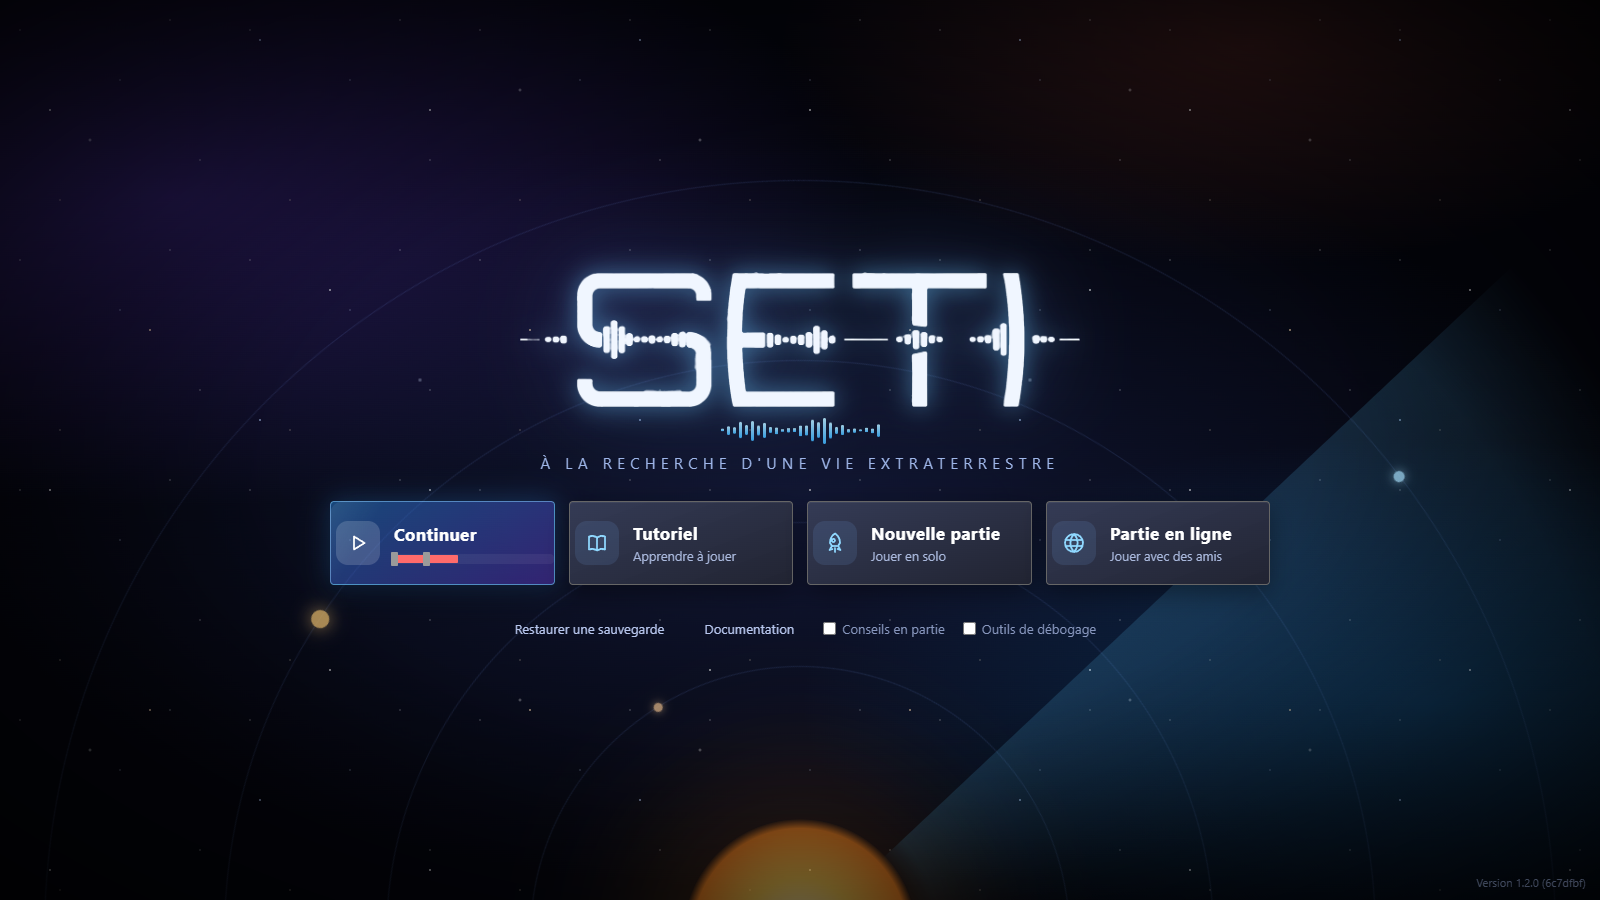 SETI
À LA RECHERCHE D'UNE VIE EXTRATERRESTRE
Continuer
Tutoriel
Apprendre à jouer
Nouvelle partie
Jouer en solo
Partie en ligne
Jouer avec des amis
Restaurer une sauvegarde
Documentation
Conseils en partie
Outils de débogage
Version 1.2.0 (6c7dfbf)